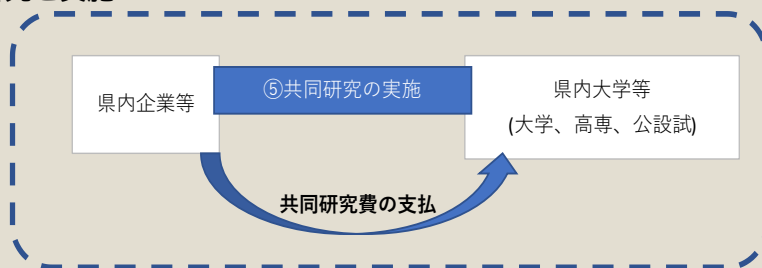 県内企業等
⑤共同研究の実施
県内大学等
(大学、高専、公設試)
共同研究費の支払